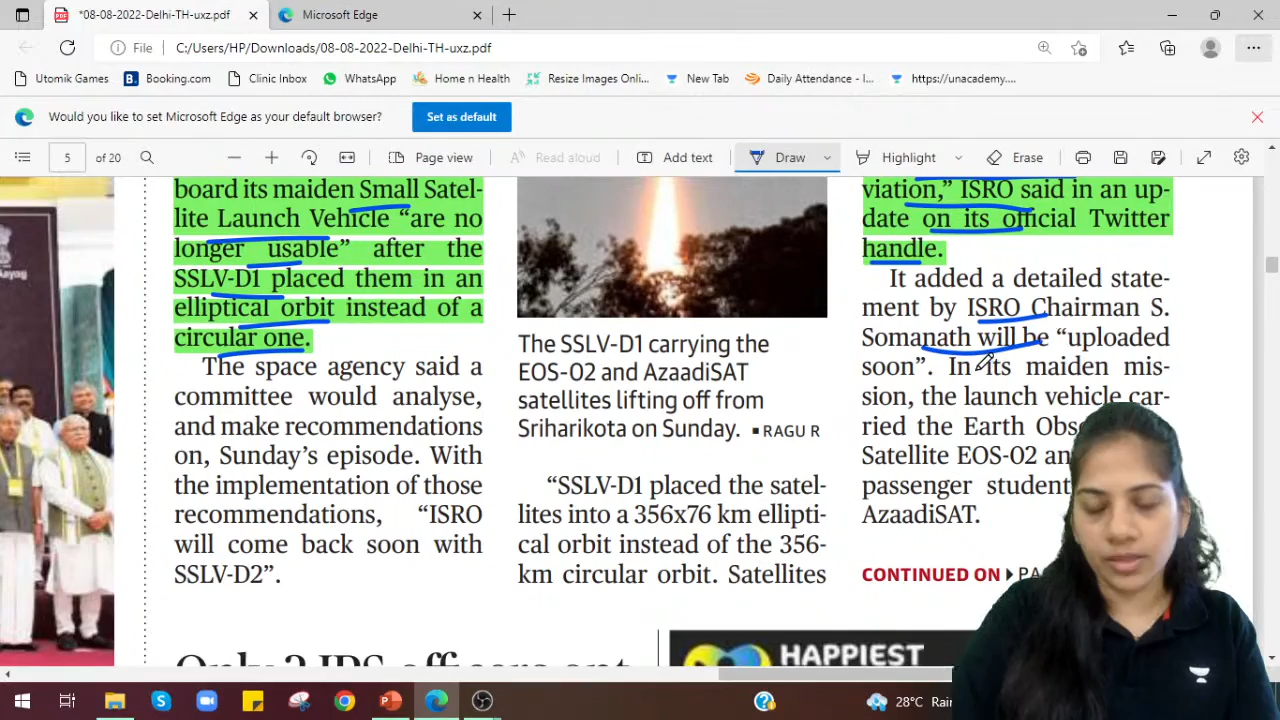 *08-08-2022-Delhi-TH-uxz.pdf
Microsoft Edge
File
C:/Users/HP/Downloads/08-08-2022-Delhi-TH-uxz.pdf
Utomik Games
B.
Booking.com
Clinic Inbox
WhatsApp
Home n Health
Resize Images Onli...
New Tab
Daily Attendance - I...
https://unacademy....
Would you like to set Microsoft Edge as your default browser?
Set as default
5
of 20
Page view
Read aloud
Add text
Draw
Highlight
Erase
board its maiden Small Satel-
lite Launch Vehicle “are no
longer usable” after the
SSLV-D1 placed them in an
elliptical orbit instead of a
circular one.
The space agency said a
committee would analyse,
and make recommendations
on, Sunday’s episode. With
the implementation of those
recommendations, “ISRO
will come back soon with
SSLV-D2”.
The SSLV-D1 carrying the
EOS-02 and AzaadiSAT
satellites lifting off from
Sriharikota on Sunday. ▪ RAGU R
“SSLV-D1 placed the satel-
lites into a 356x76 km ellipti-
cal orbit instead of the 356-
km circular orbit. Satellites
viation,” ISRO said in an up-
date on its official Twitter
handle.
It added a detailed state-
ment by ISRO Chairman S.
Somanath will be “uploaded
soon”. In its maiden mis-
sion, the launch vehicle car-
ried the Earth
Satellite EOS-02
passenger student
AzaadiSAT.
CONTINUED ON
HAPPIEST
28°C